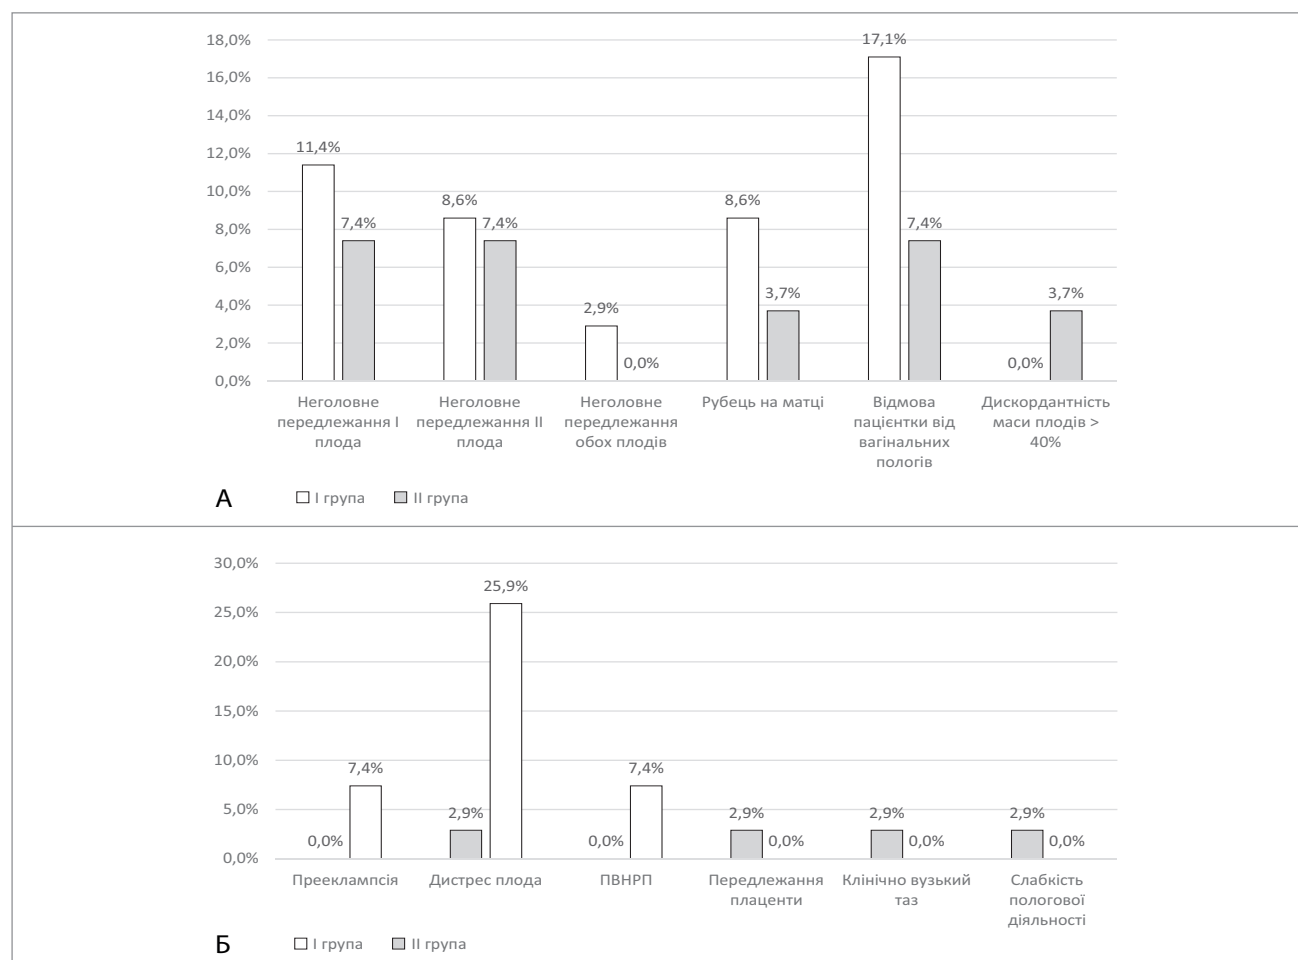 18,0%
16,0%
14,0%
12,0%
10,0%
8,0%
6,0%
4,0%
2,0%
0,0%
11,4%
7,4%
8,6%
7,4%
2,9%
0,0%
8,6%
3,7%
17,1%
7,4%
0,0%
3,7%
Неголовне
передлежання І
плода
Неголовне
передлежання ІІ
плода
Неголовне
передлежання
обох плодів
Рубець на матці
Відмова
пацієнтки від
вагінальних
пологів
Дискордантність
маси плодів >
40%
А
І група
ІІ група
30,0%
25,0%
20,0%
15,0%
10,0%
5,0%
0,0%
0,0%
7,4%
2,9%
25,9%
0,0%
7,4%
2,9%
0,0%
2,9%
0,0%
2,9%
0,0%
Прееклампсія
Дистрес плода
ПВНРП
Передлежання
плаценти
Клінічно вузький
таз
Слабкість
пологової
діяльності
Б
І група
ІІ група